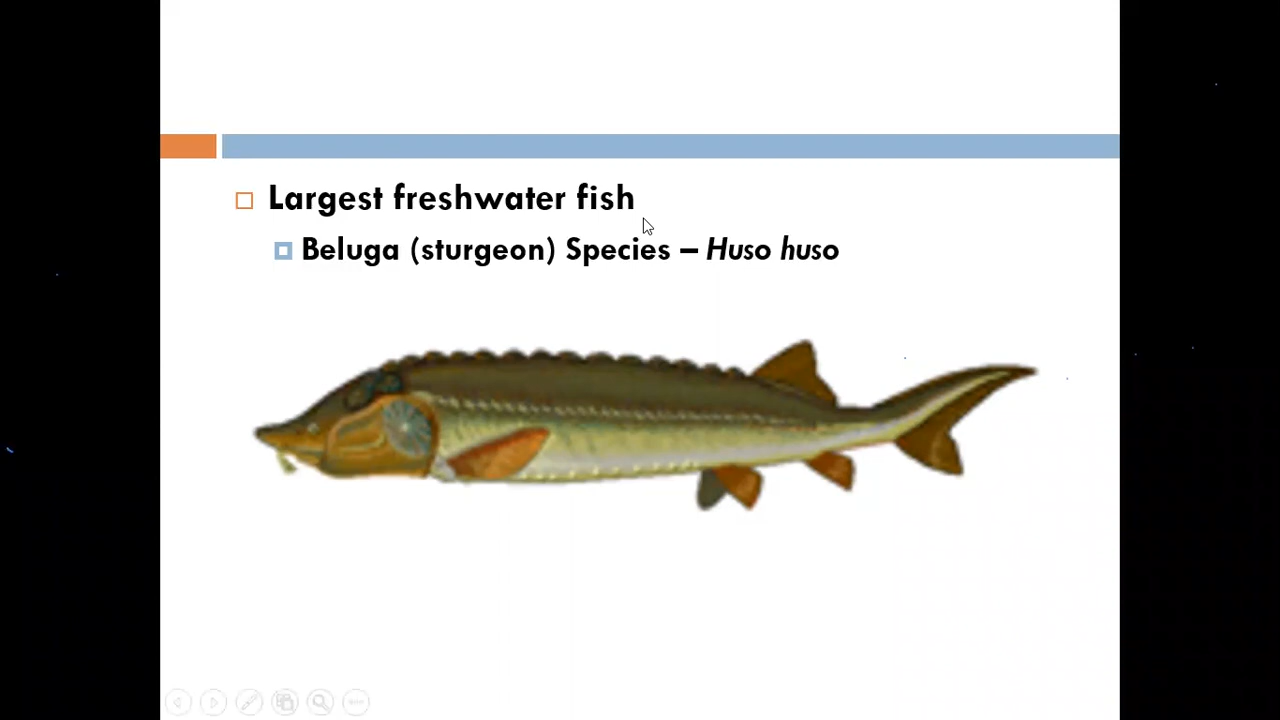 Largest freshwater fish
Beluga (sturgeon) Species – Huso huso